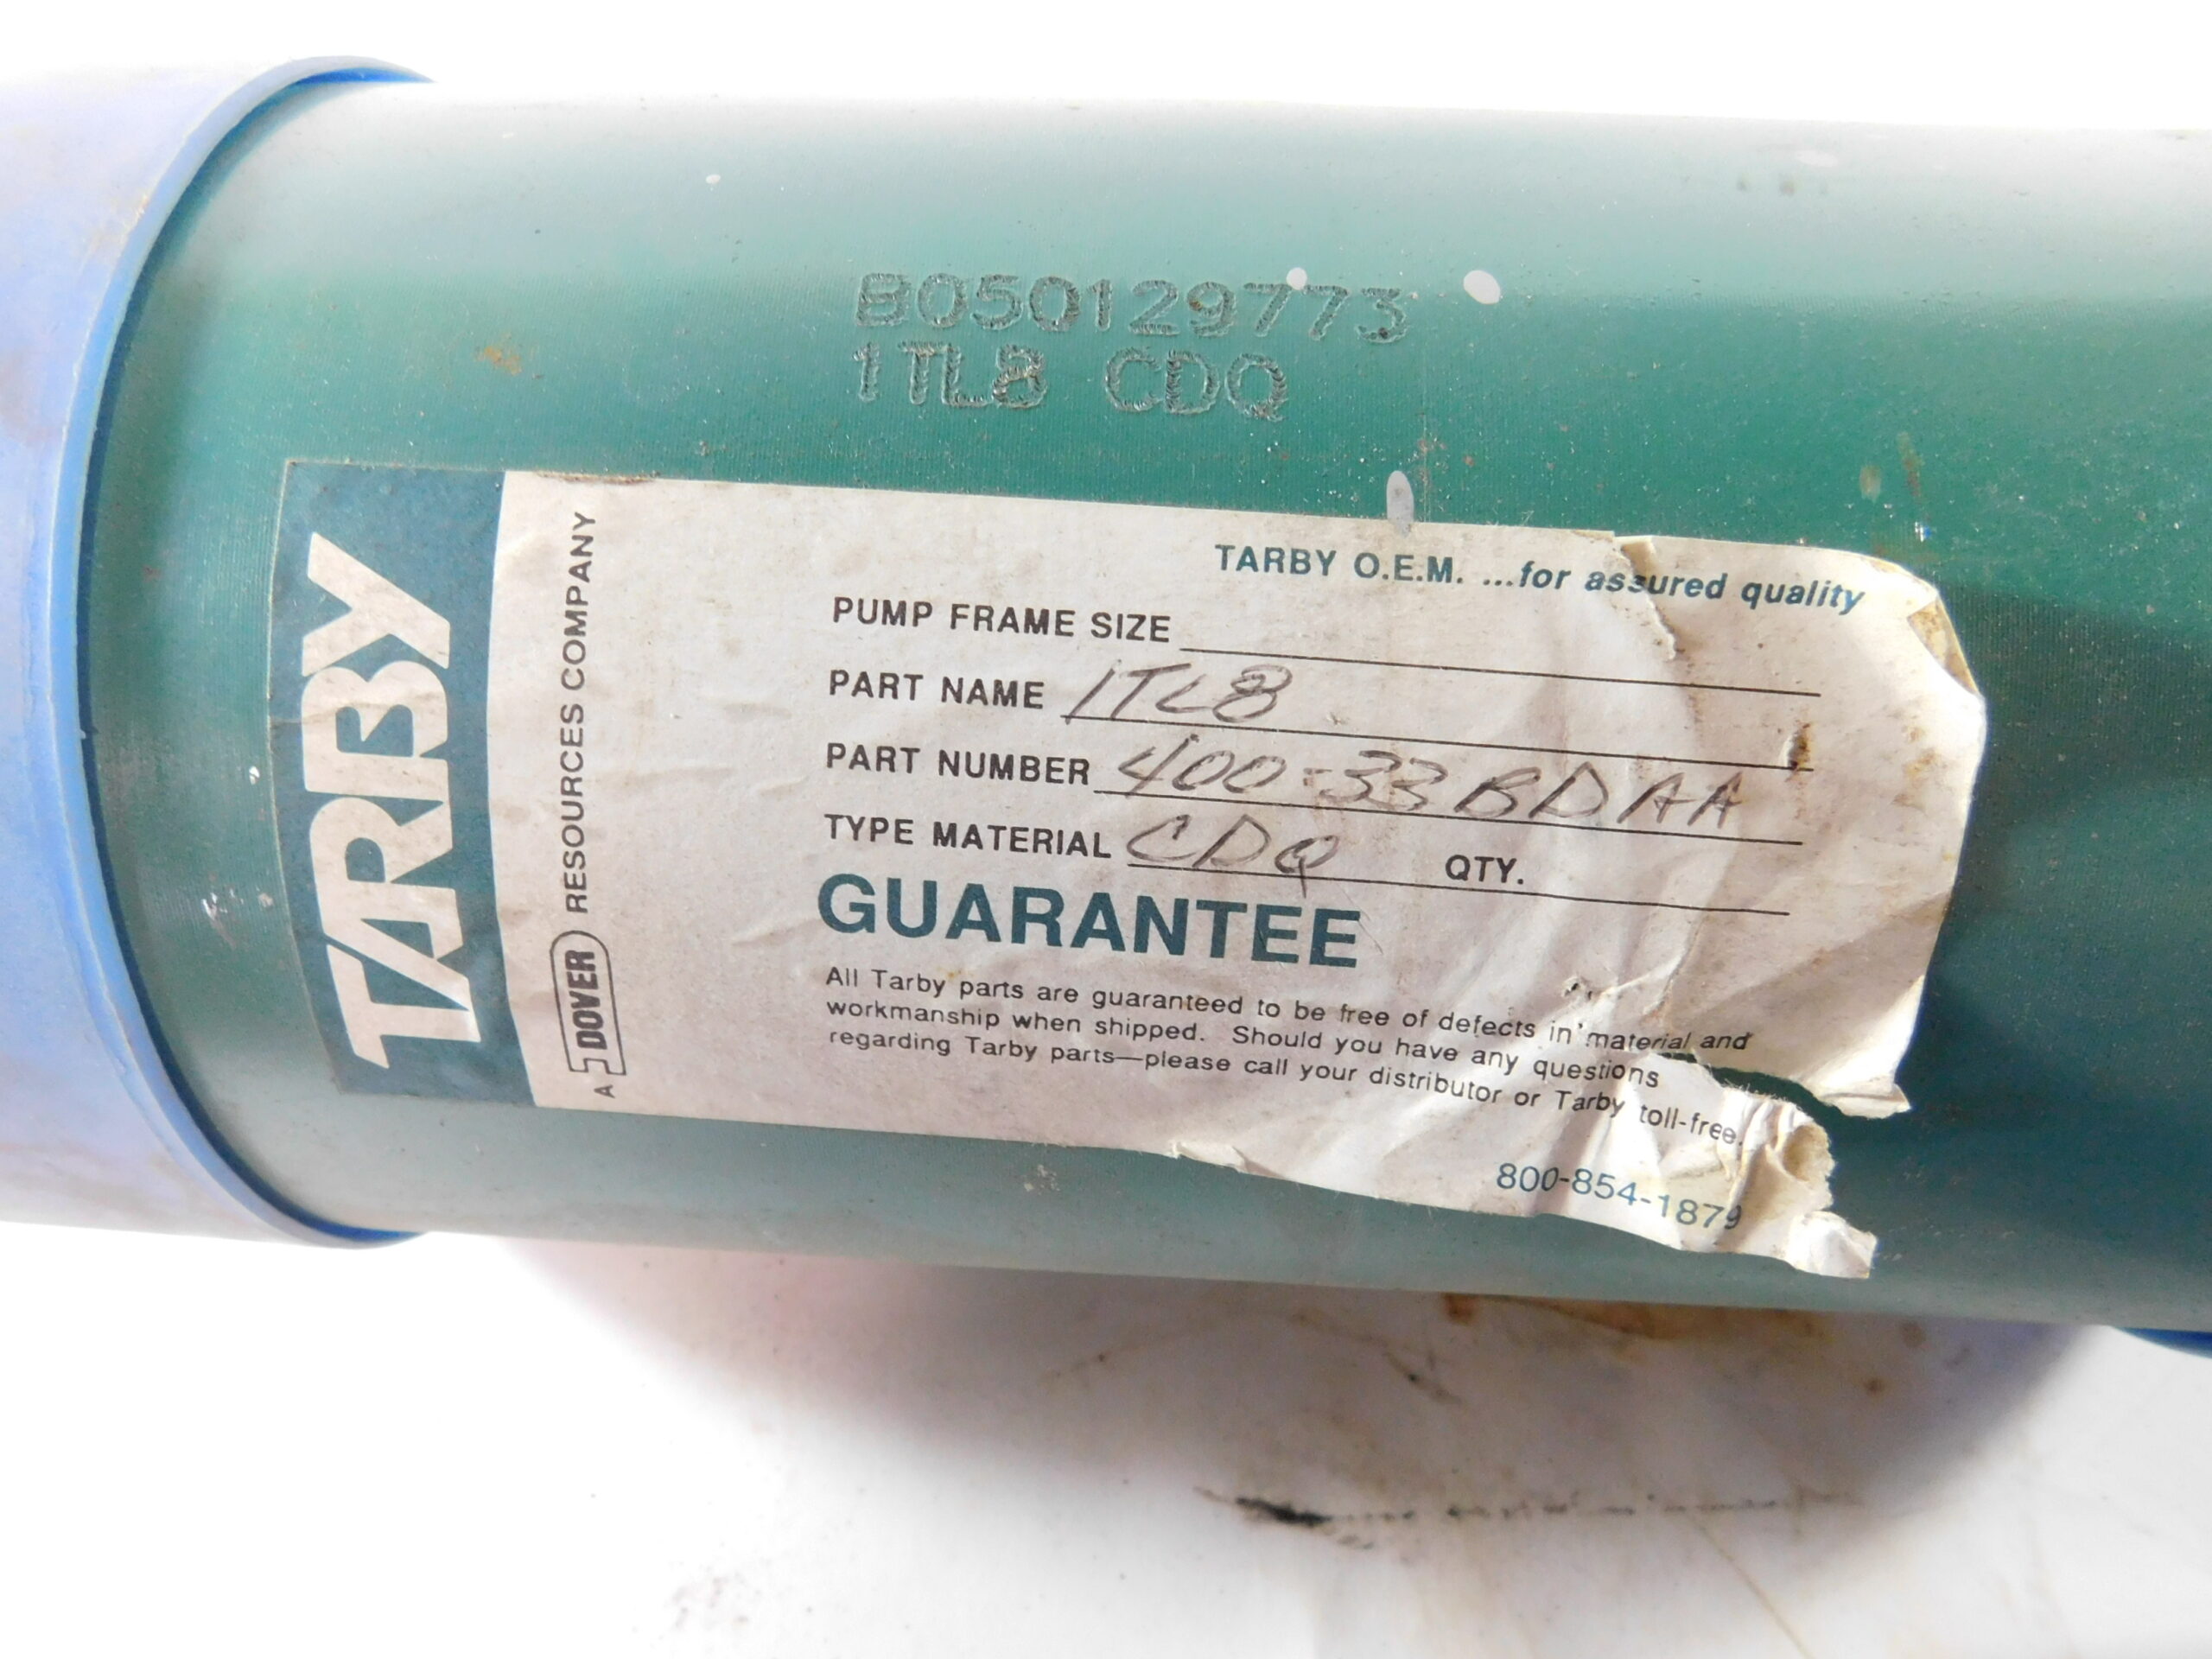 B050129773
1TL8 CDQ
TARBY
A DOVER RESOURCES COMPANY
TARBY O.E.M. ...for assured quality
PUMP FRAME SIZE
PART NAME 1TL8
PART NUMBER 400-33BDAA
TYPE MATERIAL CDQ QTY.
GUARANTEE
All Tarby parts are guaranteed to be free of defects in material and
workmanship when shipped. Should you have any questions
regarding Tarby parts—please call your distributor or Tarby toll-free.
800-854-1879